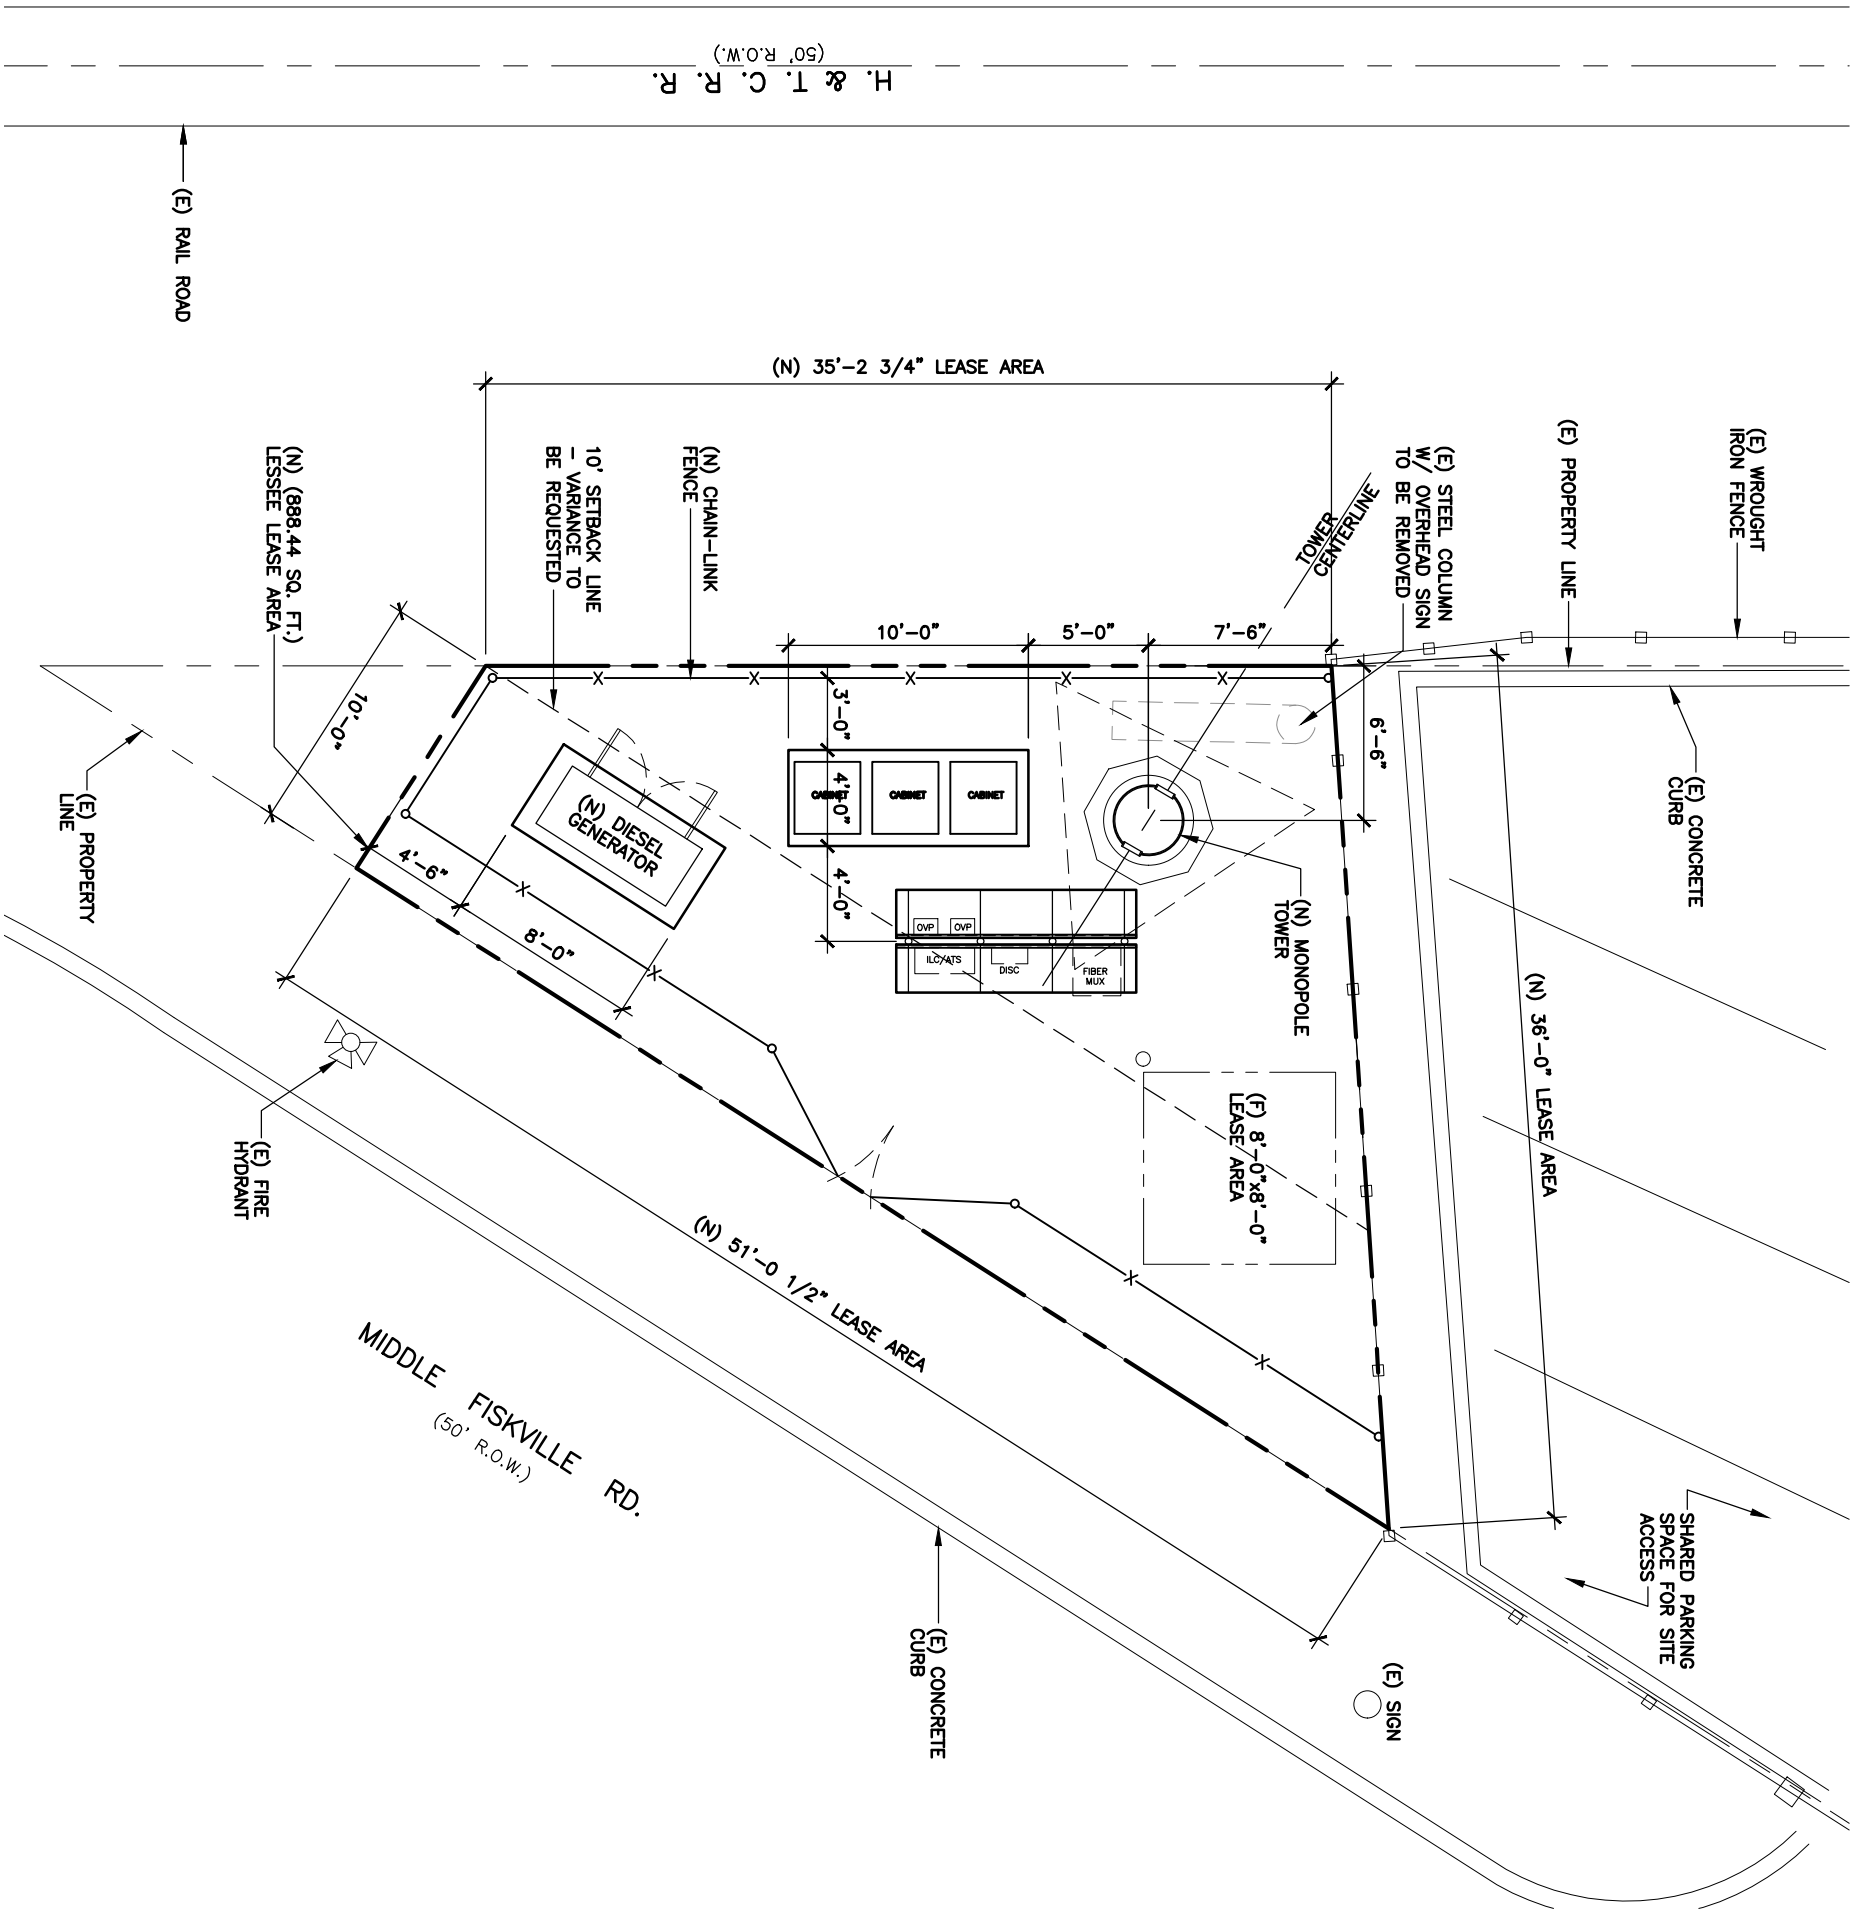 (50' R.O.W.)
H. & T. C. R. R.
(E) RAIL ROAD
(N) 35'-2 3/4" LEASE AREA
(E) WROUGHT
IRON FENCE
(E) PROPERTY LINE
(E) STEEL COLUMN
W/ OVERHEAD SIGN
TO BE REMOVED
TOWER
CENTERLINE
(N) CHAIN-LINK
FENCE
10' SETBACK LINE
- VARIANCE TO
BE REQUESTED
(N) (888.44 SQ. FT.)
LESSEE LEASE AREA
10'-0"
5'-0"
7'-6"
6'-6"
3'-0"
4'-0"
4'-0"
10'-0"
(E) CONCRETE
CURB
CABINET
CABINET
CABINET
(N) DIESEL
GENERATOR
(E) PROPERTY
LINE
4'-6"
8'-0"
OVP
OVP
ILC/ATS
DISC
FIBER
MUX
(N) MONOPOLE
TOWER
(N) 36'-0" LEASE AREA
(F) 8'-0"x8'-0"
LEASE AREA
(E) FIRE
HYDRANT
(N) 51'-0 1/2" LEASE AREA
MIDDLE FISKVILLE RD.
(50' R.O.W.)
SHARED PARKING
SPACE FOR SITE
ACCESS
(E) CONCRETE
CURB
(E) SIGN